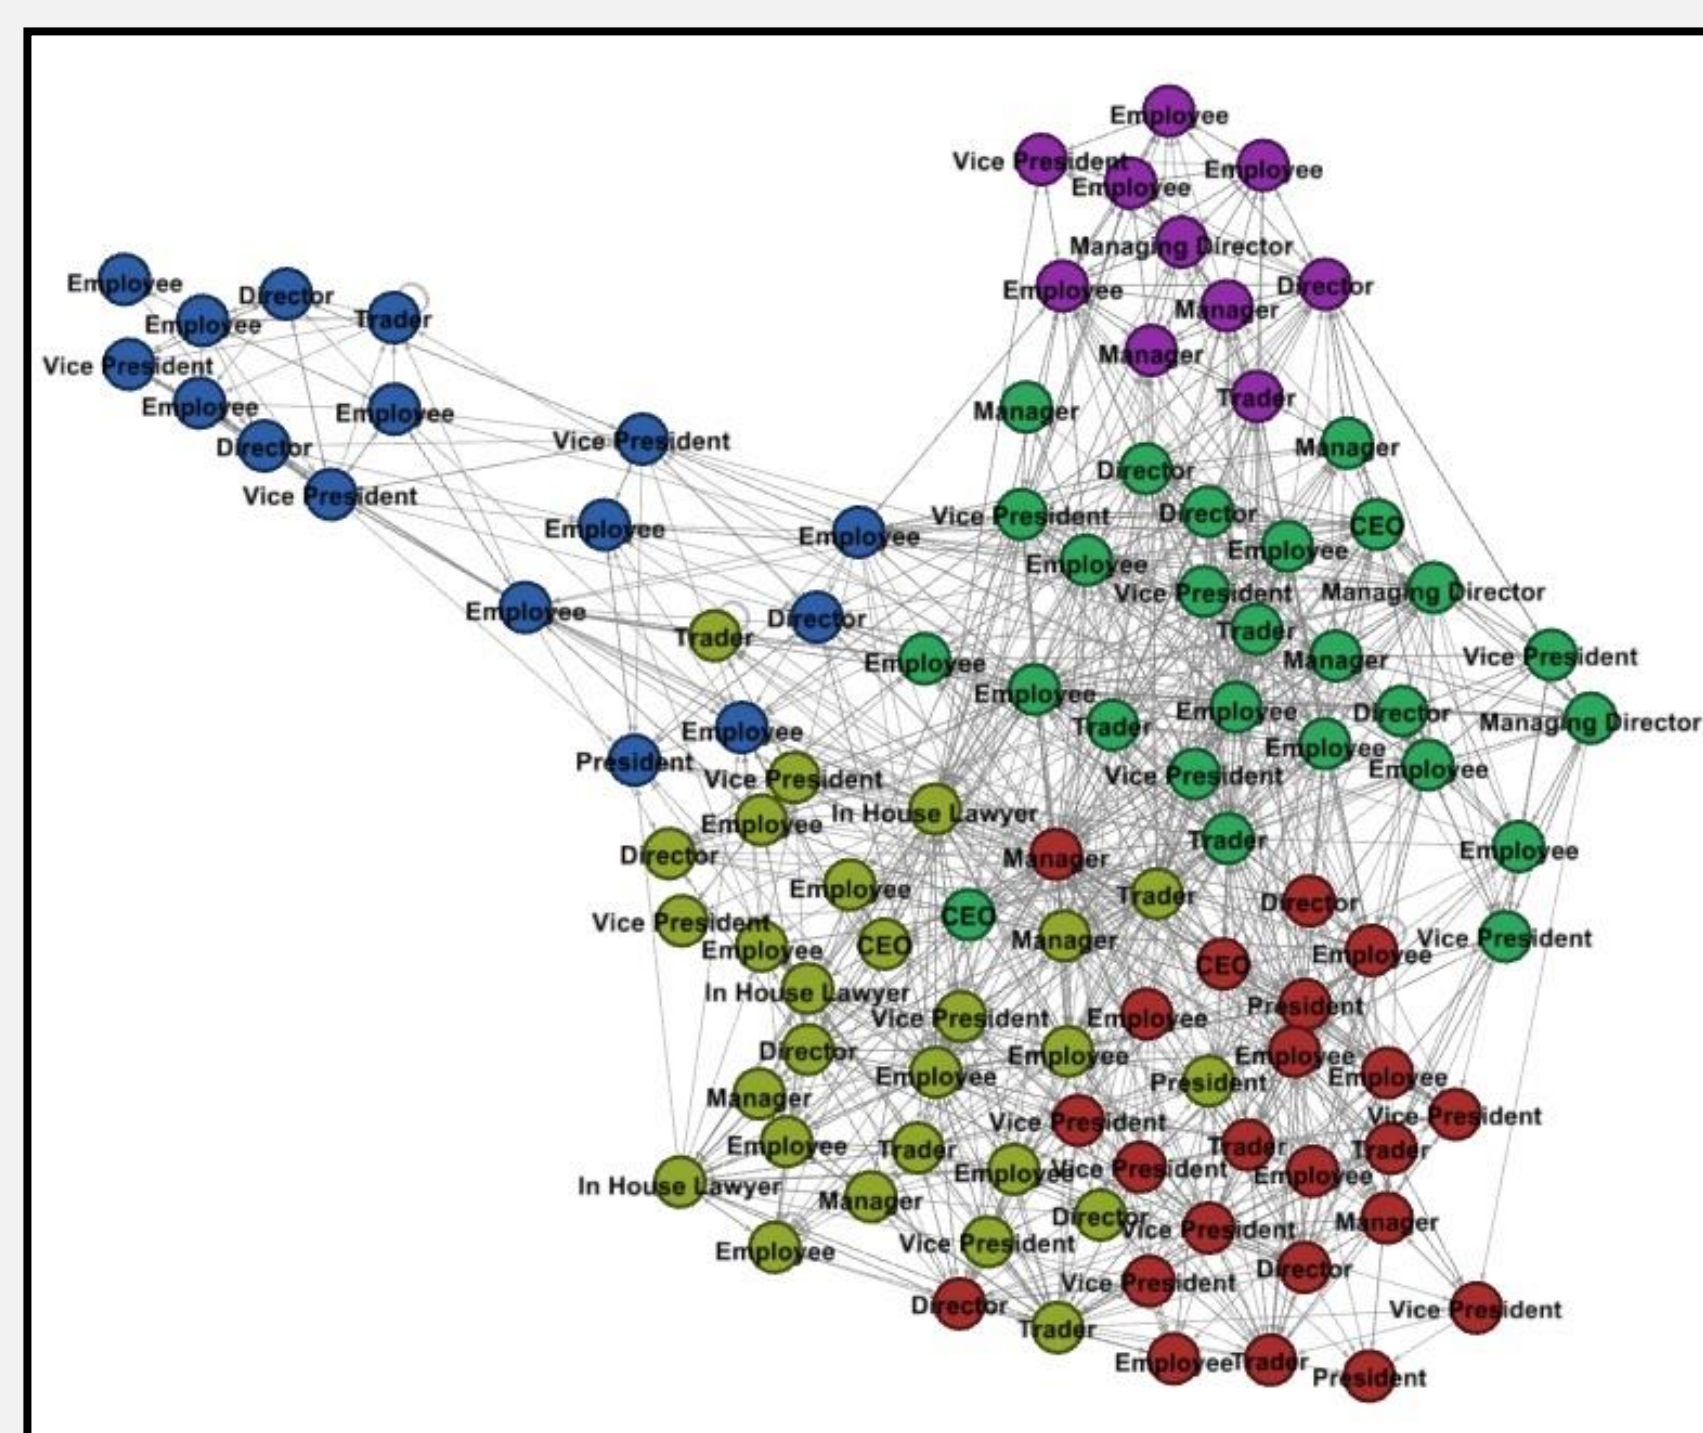 Employee
Vice President
Employee
Employee
Managing Director
Employee
Director
Manager
Manager
Trader
Employee
Director
Employee
Trader
Vice President
Employee
Employee
Director
Vice President
Vice President
Employee
Employee
Employee
Director
Employee
President
Manager
Manager
Director
Vice President
Director
CEO
Employee
Employee
Vice President
Managing Director
Trader
Manager
Vice President
Employee
Employee
Trader
Employee
Director
Managing Director
Employee
Employee
Vice President
Trader
Employee
CEO
Vice President
Trader
Vice President
In House Lawyer
Employee
Director
Employee
Trader
Vice President
Employee
CEO
Manager
In House Lawyer
Vice President
Director
Employee
Employee
President
Manager
Employee
Trader
Employee
In House Lawyer
Manager
Director
Vice President
Employee
Trader
Manager
Director
Employee
CEO
President
Employee
Employee
Employee
Vice President
Vice President
Trader
Trader
Vice President
Employee
Manager
Vice President
Director
Vice President
Director
Vice President
Employee
Trader
President